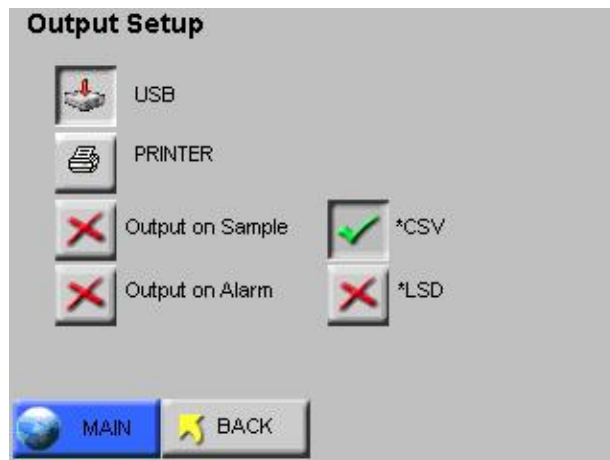 Output Setup
USB
PRINTER
Output on Sample
*CSV
Output on Alarm
*LSD
MAIN
BACK